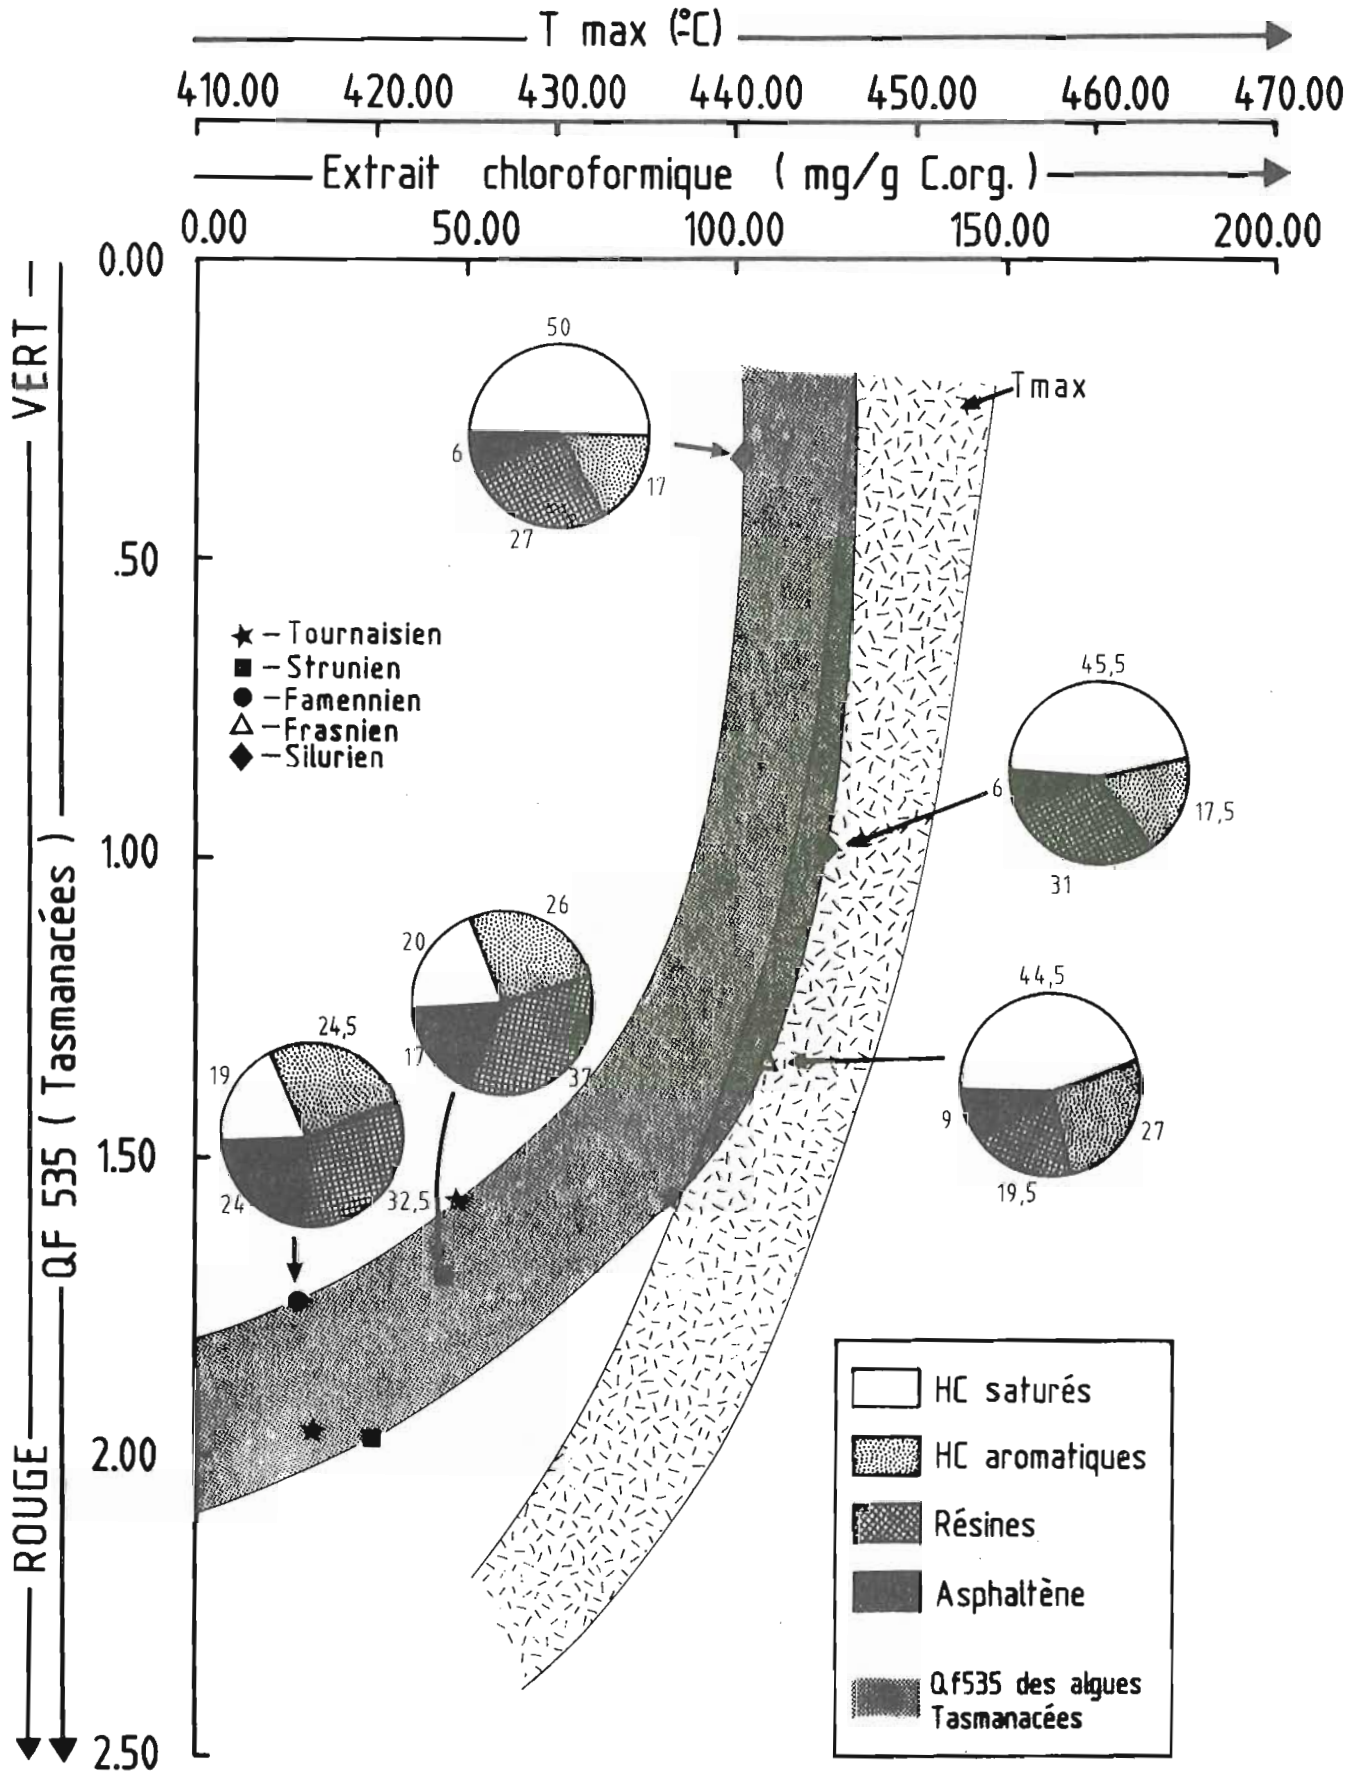 T max (°C)
410.00 420.00 430.00 440.00 450.00 460.00 470.00
Extrait chloroformique ( mg/g C.org. )
0.00 50.00 100.00 150.00 200.00
0.00
.50
1.00
1.50
2.00
2.50
VERT
ROUGE
QF 535 ( Tasmanacées )
50
6
17
27
Tmax
– Tournaisien
– Strunien
– Famennien
– Frasnien
– Silurien
45,5
6
17,5
31
26
20
17
37
44,5
9
27
19,5
24,5
19
24
32,5
HC saturés
HC aromatiques
Résines
Asphaltène
Qf535 des algues
Tasmanacées